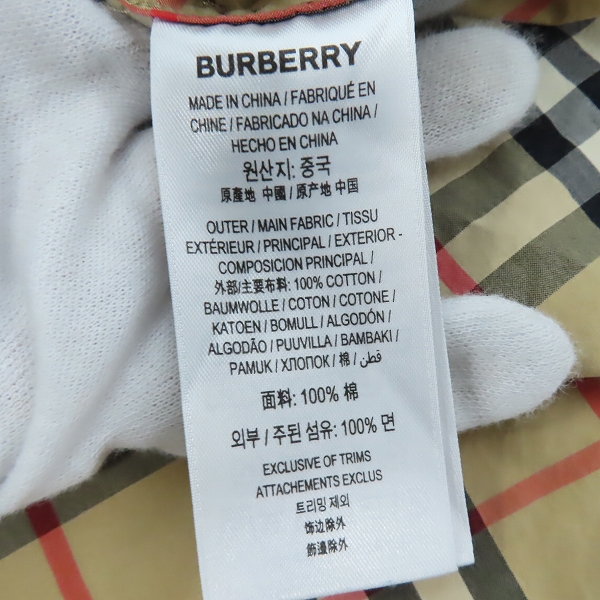 BURBERRY
MADE IN CHINA / FABRIQUÉ EN
CHINE / FABRICADO NA CHINA /
HECHO EN CHINA
원산지: 중국
原產地 中國 / 原产地 中国
OUTER / MAIN FABRIC / TISSU
EXTÉRIEUR / PRINCIPAL / EXTERIOR -
COMPOSICION PRINCIPAL /
外部/主要布料: 100% COTTON /
BAUMWOLLE / COTON / COTONE /
KATOEN / BOMULL / ALGODÓN /
ALGODÃO / PUUVILLA / BAMBAKI /
PAMUK / ХЛОПОК / 棉 / قطن /
面料: 100% 棉
외부 / 주된 섬유: 100% 면
EXCLUSIVE OF TRIMS
ATTACHEMENTS EXCLUS
트리밍 제외
饰边除外
飾邊除外